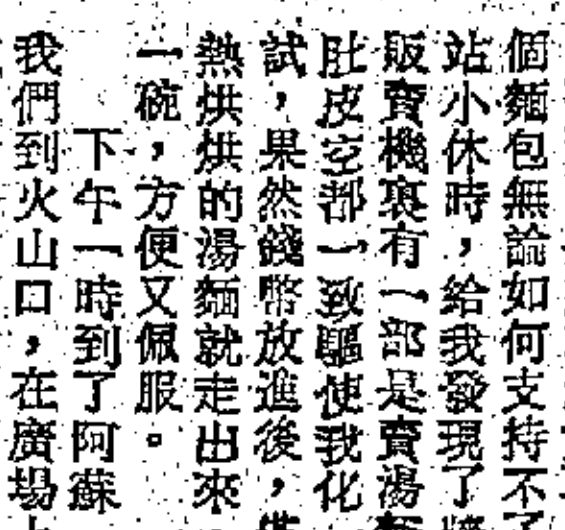 個麵包無論如何支持不了
站小休時，給我發現了
販賣機裏有一部是賣湯麵
肚皮空都一致驅使我化
試，果然錢幣放進後，
熱烘烘的湯麵就走出來
一碗，方便又佩服。
下午一時到了阿蘇
我們到火山口，在廣場上